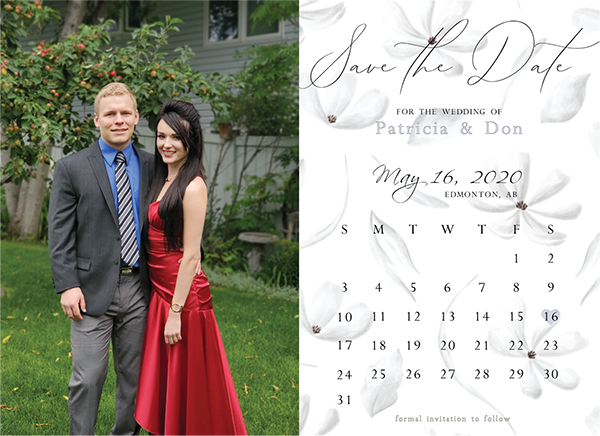 Save the Date
FOR THE WEDDING OF
Patricia & Don
May 16, 2020
EDMONTON, AB
S M T W T F S
1 2
3 4 5 6 7 8 9
10 11 12 13 14 15 16
17 18 19 20 21 22 23
24 25 26 27 28 29 30
31
formal invitation to follow